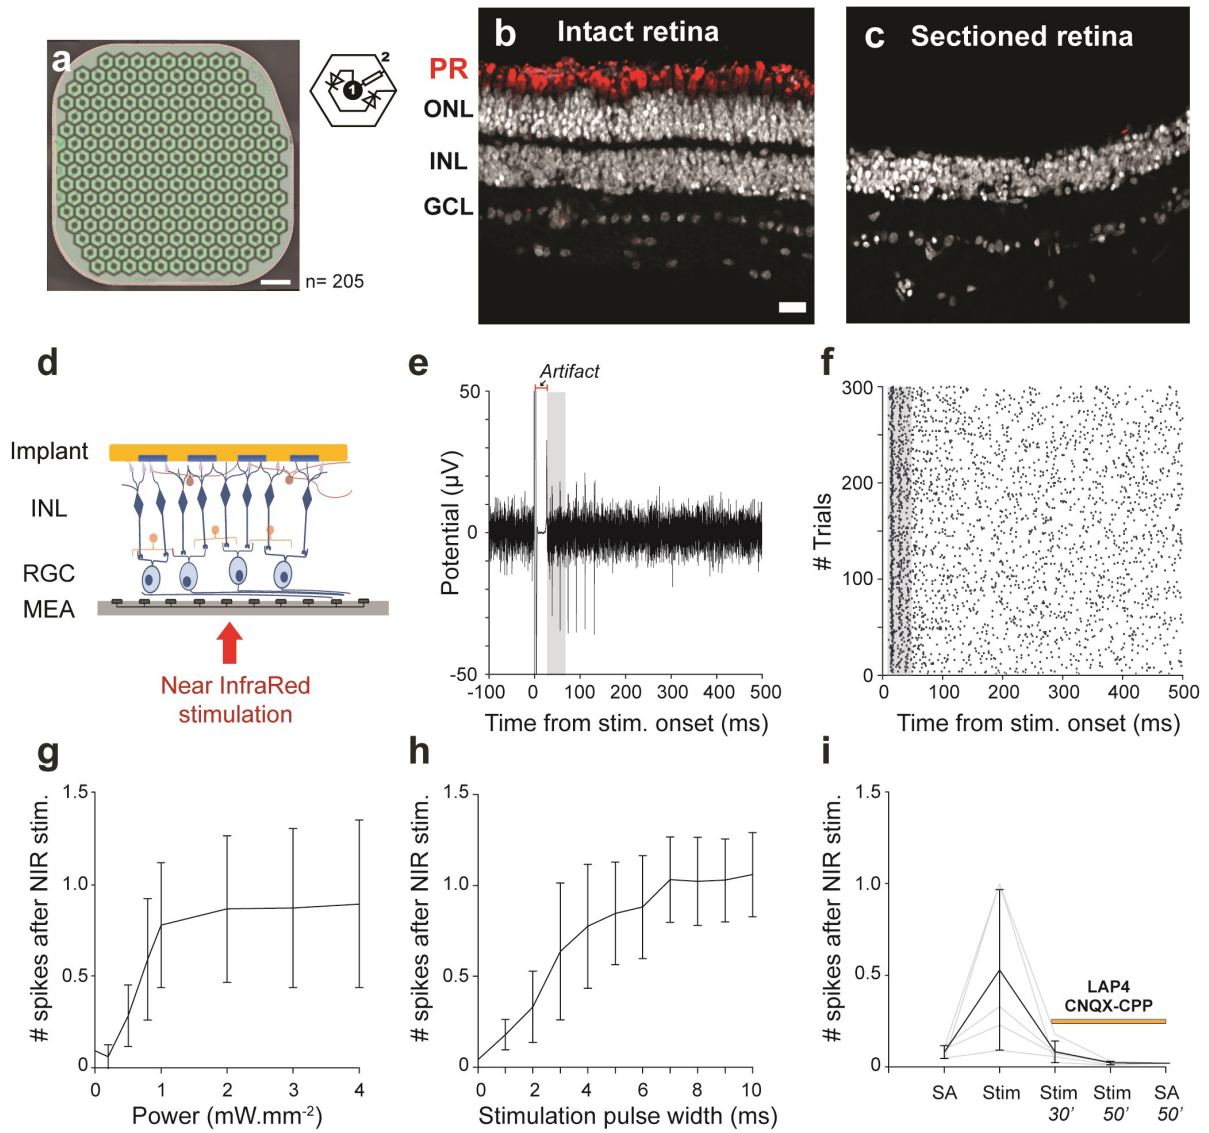 a
1
2
n= 205
b Intact retina
PR
ONL
INL
GCL
c Sectioned retina
d
Implant
INL
RGC
MEA
Near InfraRed
stimulation
e
Artifact
50
0
-50
Potential (µV)
-100 0 100 200 300 400 500
Time from stim. onset (ms)
f
300
200
100
0
# Trials
0 100 200 300 400 500
Time from stim. onset (ms)
g
1.5
1.0
0.5
0
# spikes after NIR stim.
0 1 2 3 4
Power (mW.mm-2)
h
1.5
1.0
0.5
0
# spikes after NIR stim.
0 2 4 6 8 10
Stimulation pulse width (ms)
i
1.5
1.0
0.5
0
# spikes after NIR stim.
LAP4
CNQX-CPP
SA Stim Stim Stim SA
30’ 50’ 50’